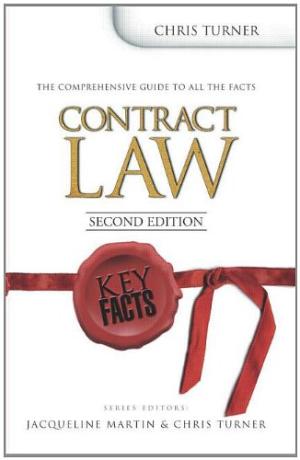 CHRIS TURNER
THE COMPREHENSIVE GUIDE TO ALL THE FACTS
CONTRACT
LAW
SECOND EDITION
KEY
FACTS
SERIES EDITORS:
JACQUELINE MARTIN & CHRIS TURNER